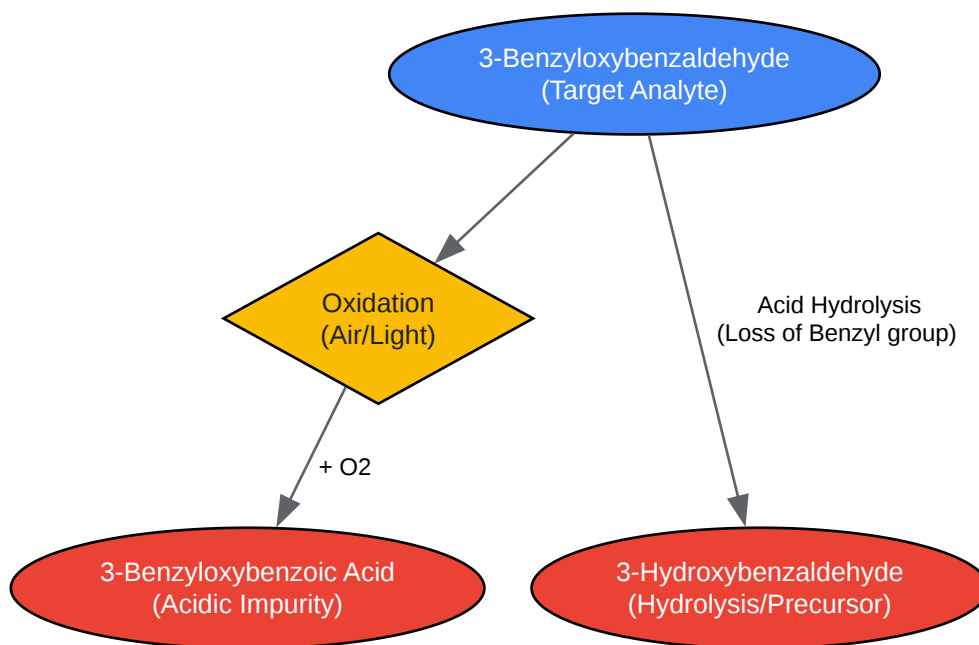 3-Benzyloxybenzaldehyde
(Target Analyte)
Oxidation
(Air/Light)
Acid Hydrolysis
(Loss of Benzyl group)
+ O2
3-Benzyloxybenzoic Acid
(Acidic Impurity)
3-Hydroxybenzaldehyde
(Hydrolysis/Precursor)